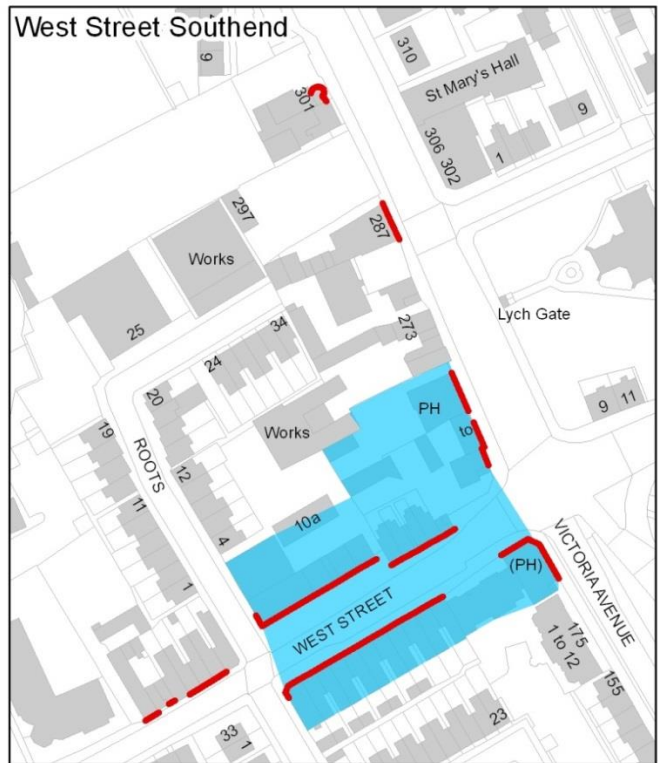 West Street Southend
9
310
St Mary's Hall
301
306
302
1
9
297
287
Works
Lych Gate
25
34
273
24
20
PH
9 11
to
19
ROOTS
Works
12
11
10a
4
VICTORIA AVENUE
(PH)
1
WEST STREET
175
1 to 12
155
23
33
1